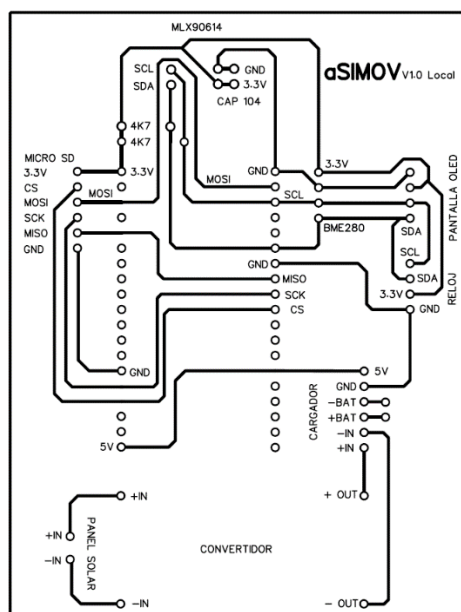 MLX90614
SCL
GND
aSIMOV V1.0 Local
SDA
3.3V
CAP 104
4K7
4K7
MICRO SD
3.3V
3.3V
GND
3.3V
PANTALLA OLED
CS
MOSI
MOSI
MOSI
SCL
SCK
BME280
SDA
MISO
GND
SCL
GND
MISO
SDA
RELOJ
SCK
3.3V
CS
GND
GND
5V
GND
CARGADOR
-BAT
+BAT
-IN
5V
+IN
+IN
+ OUT
+IN
PANEL SOLAR
CONVERTIDOR
-IN
-IN
- OUT